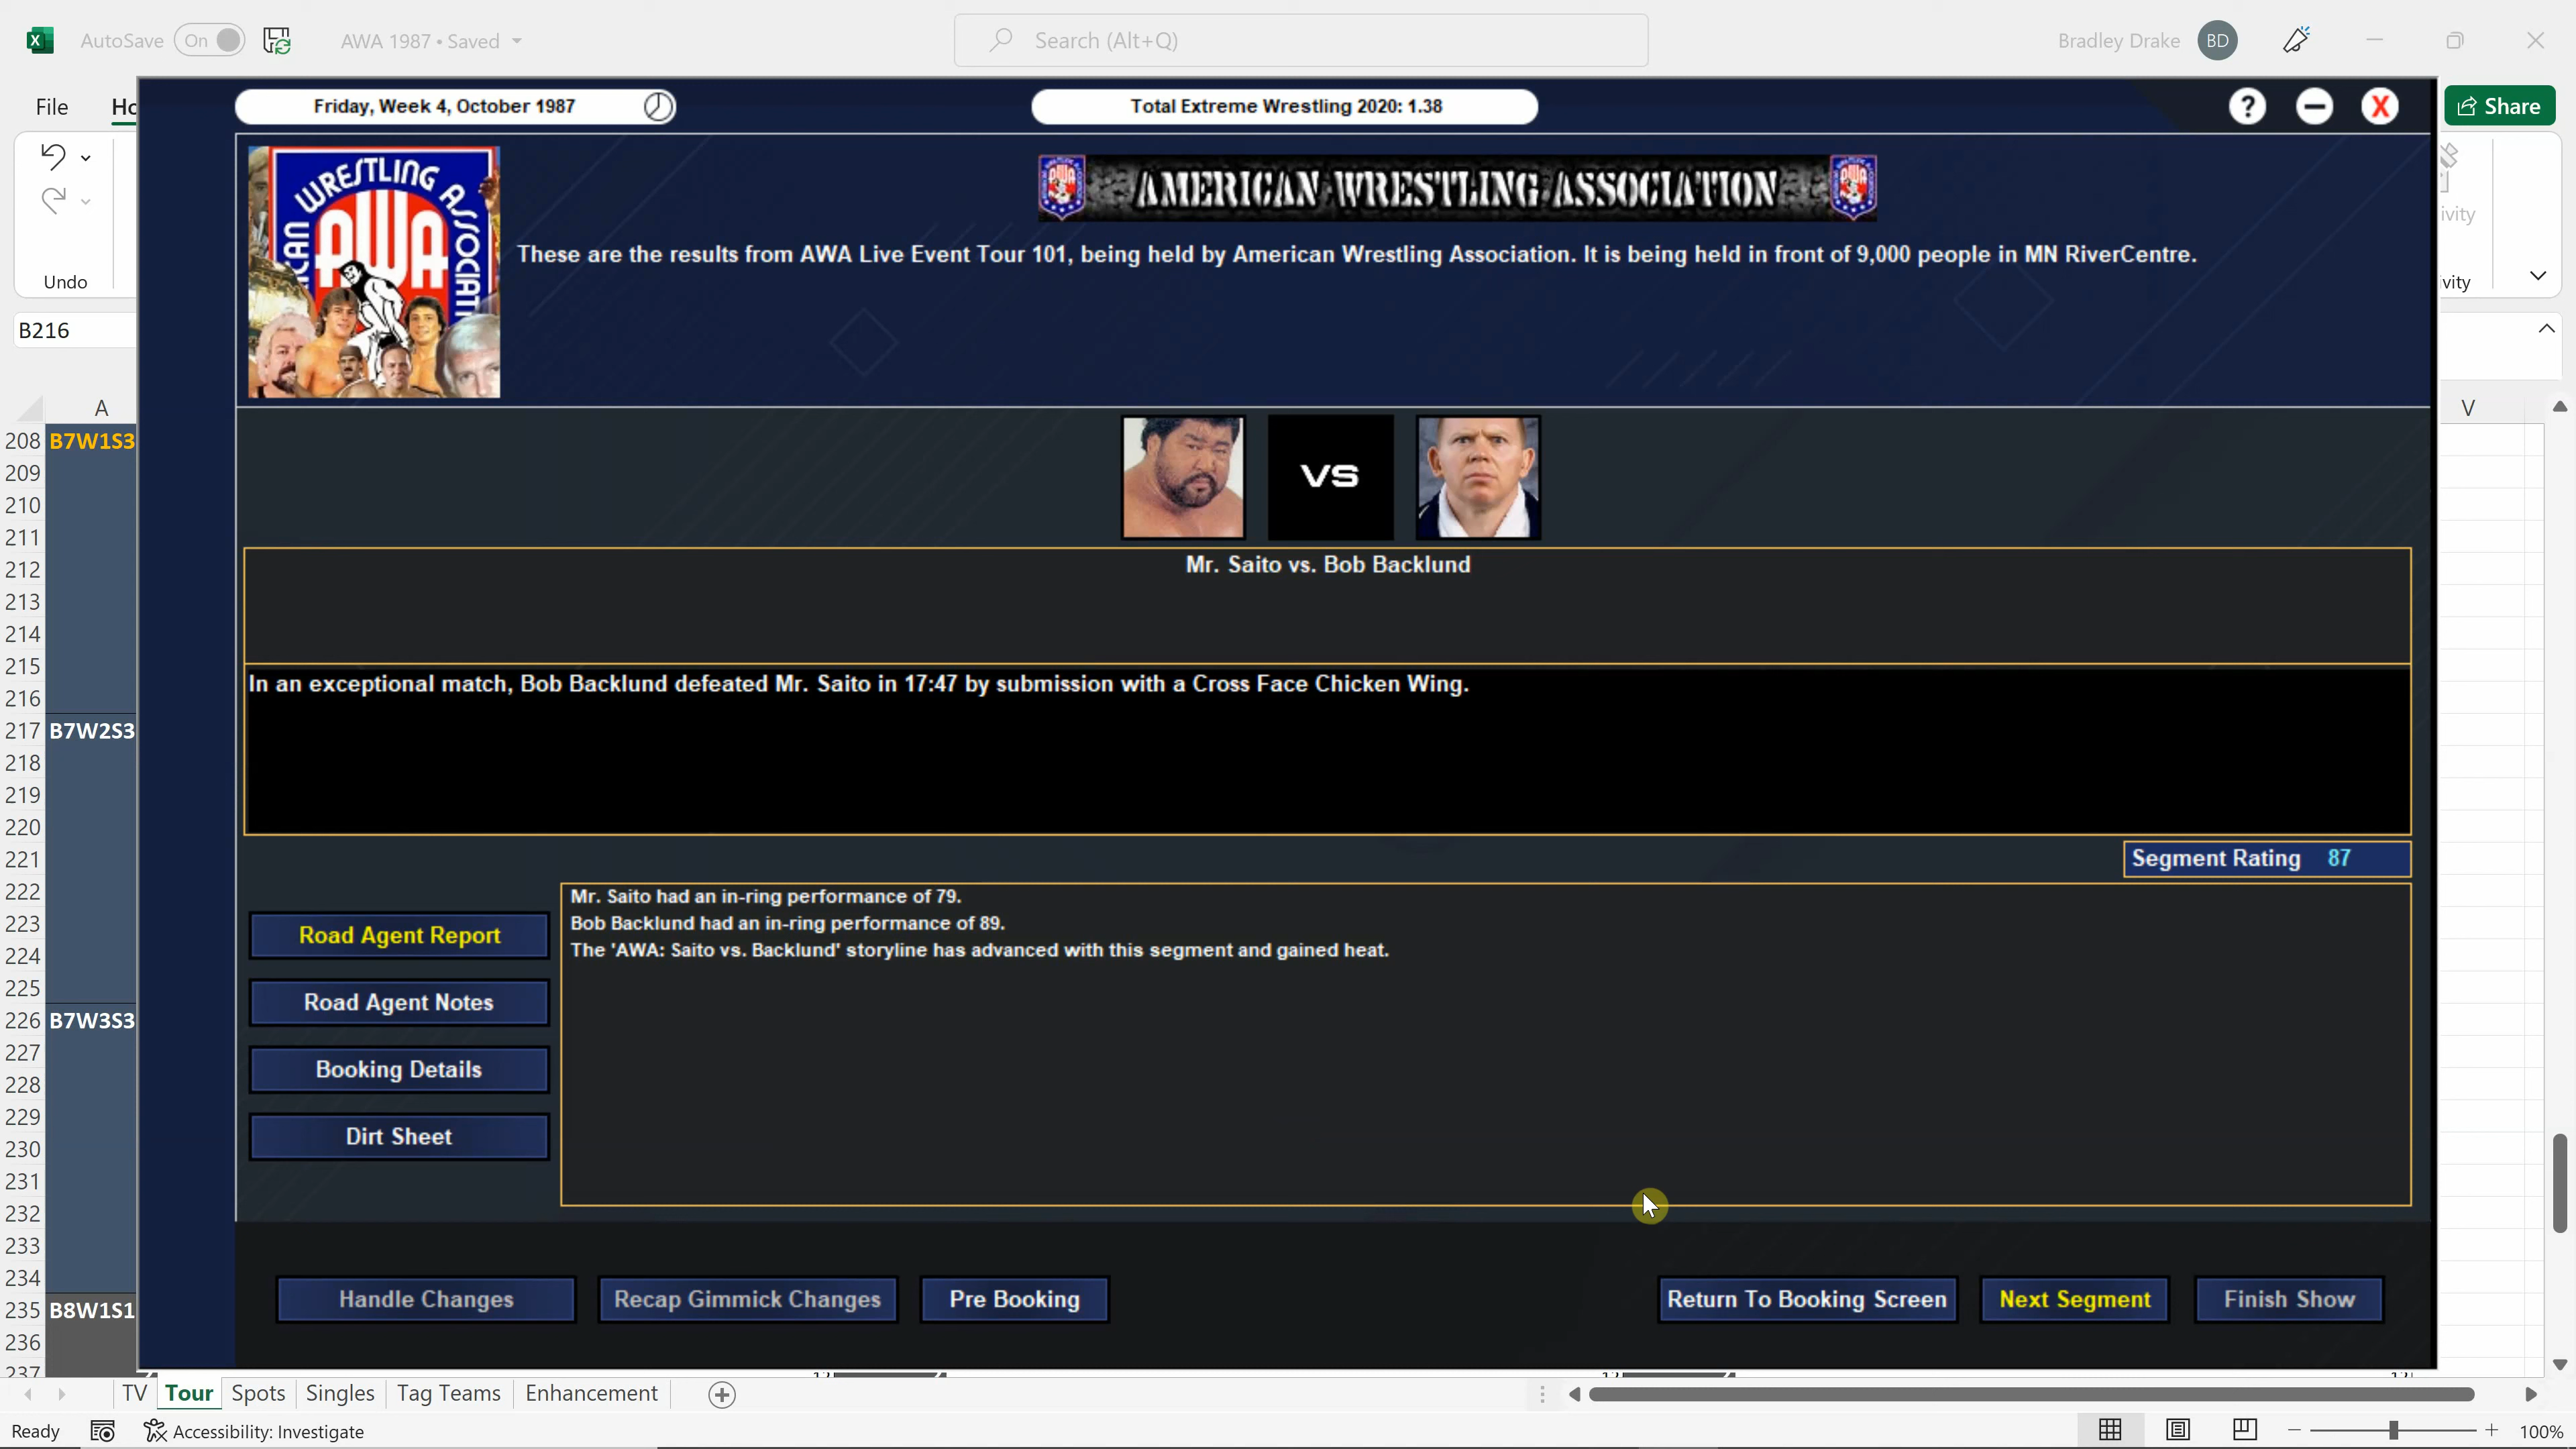 AutoSave On AWA 1987 • Saved Search (Alt+Q) Bradley Drake BD
File Ho Share
Friday, Week 4, October 1987 Total Extreme Wrestling 2020: 1.38 ? X
AMERICAN WRESTLING ASSOCIATION
AWA
AMERICAN WRESTLING ASSOCIATION
These are the results from AWA Live Event Tour 101, being held by American Wrestling Association. It is being held in front of 9,000 people in MN RiverCentre.
Undo
ivity
ivity
B216
A V
VS
Mr. Saito vs. Bob Backlund
In an exceptional match, Bob Backlund defeated Mr. Saito in 17:47 by submission with a Cross Face Chicken Wing.
Segment Rating 87
Mr. Saito had an in-ring performance of 79.
Bob Backlund had an in-ring performance of 89.
The 'AWA: Saito vs. Backlund' storyline has advanced with this segment and gained heat.
Road Agent Report
Road Agent Notes
Booking Details
Dirt Sheet
Handle Changes Recap Gimmick Changes Pre Booking Return To Booking Screen Next Segment Finish Show
208 B7W1S3
209
210
211
212
213
214
215
216
217 B7W2S3
218
219
220
221
222
223
224
225
226 B7W3S3
227
228
229
230
231
232
233
234
235 B8W1S1
236
237
TV Tour Spots Singles Tag Teams Enhancement
Ready Accessibility: Investigate 100%